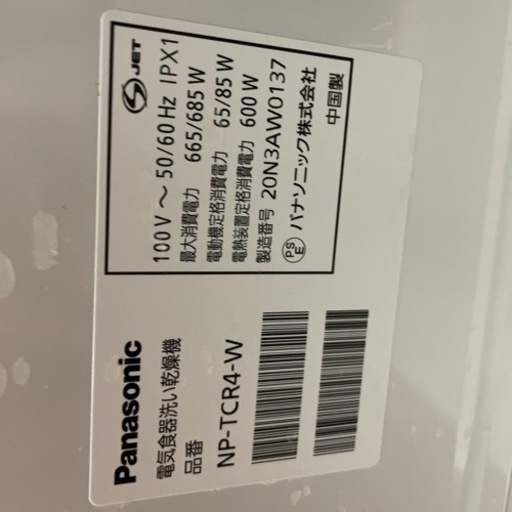 Panasonic
電気食器洗い乾燥機
品番
NP-TCR4-W
JET
100V～50/60Hz IPX1
最大消費電力 665/685W
電動機定格消費電力 65/85W
電熱装置定格消費電力 600W
製造番号 20N3AW0137
PSE パナソニック株式会社
中国製